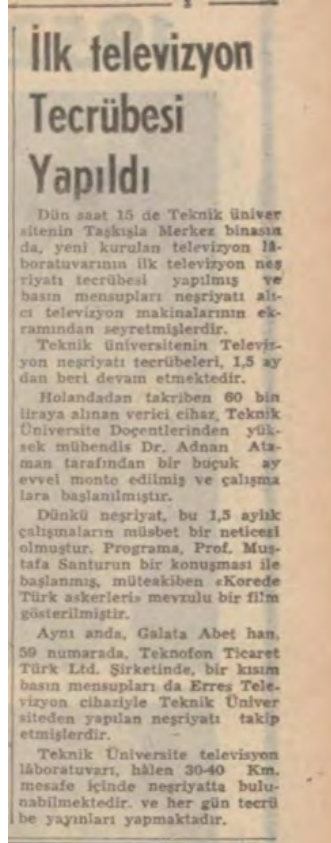 İlk televizyon
Tecrübesi
Yapıldı
Dün saat 15 de Teknik üniver
sitenin Taşkışla Merkez binasın
da, yeni kurulan televizyon lâ-
boratuvarının ilk televizyon neş
riyatı tecrübesi yapılmış ve
basın mensupları neşriyatı alı-
cı televizyon makinalarının ek-
ramından seyretmişlerdir.
Teknik üniversitenin Televiz-
yon neşriyatı tecrübeleri, 1,5 ay
dan beri devam etmektedir.
Holandadan takriben 60 bin
liraya alınan verici cihaz, Teknik
Üniversite Doçentlerinden yük-
sek mühendis Dr. Adnan Ata-
man tarafından bir buçuk ay
evvel monte edilmiş ve çalışma
lara başlanılmıştır.
Dünkü neşriyat, bu 1,5 aylık
çalışmaların müsbet bir neticesi
olmuştur. Programa, Prof. Mus-
tafa Santurun bir konuşması ile
başlanmış, müteakiben «Korede
Türk askerleri» mevzulu bir film
gösterilmiştir.
Aynı anda, Galata Abet han,
59 numarada, Teknofon Ticaret
Türk Ltd. Şirketinde, bir kısım
basın mensupları da Erres Tele-
vizyon cihaziyle Teknik Üniver
siteden yapılan neşriyatı takip
etmişlerdir.
Teknik Üniversite televisyon
lâboratuvarı, hâlen 30-40 Km.
mesafe içinde neşriyatta bulu-
nabilmektedir. ve her gün tecrü
be yayınları yapmaktadır.